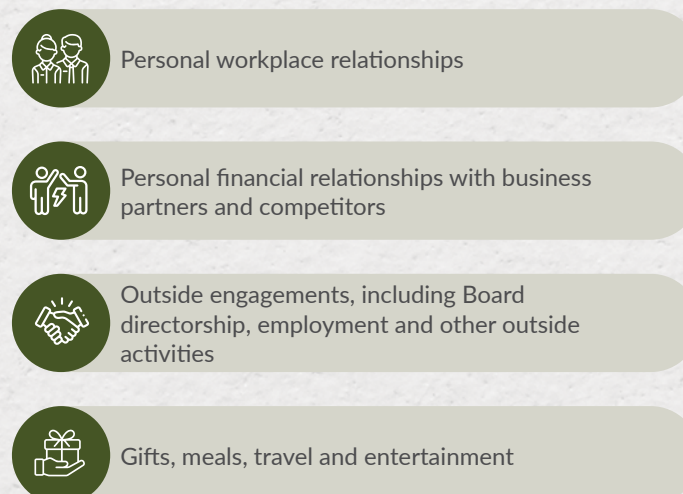 Personal workplace relationships
Personal financial relationships with business
partners and competitors
Outside engagements, including Board
directorship, employment and other outside
activities
Gifts, meals, travel and entertainment